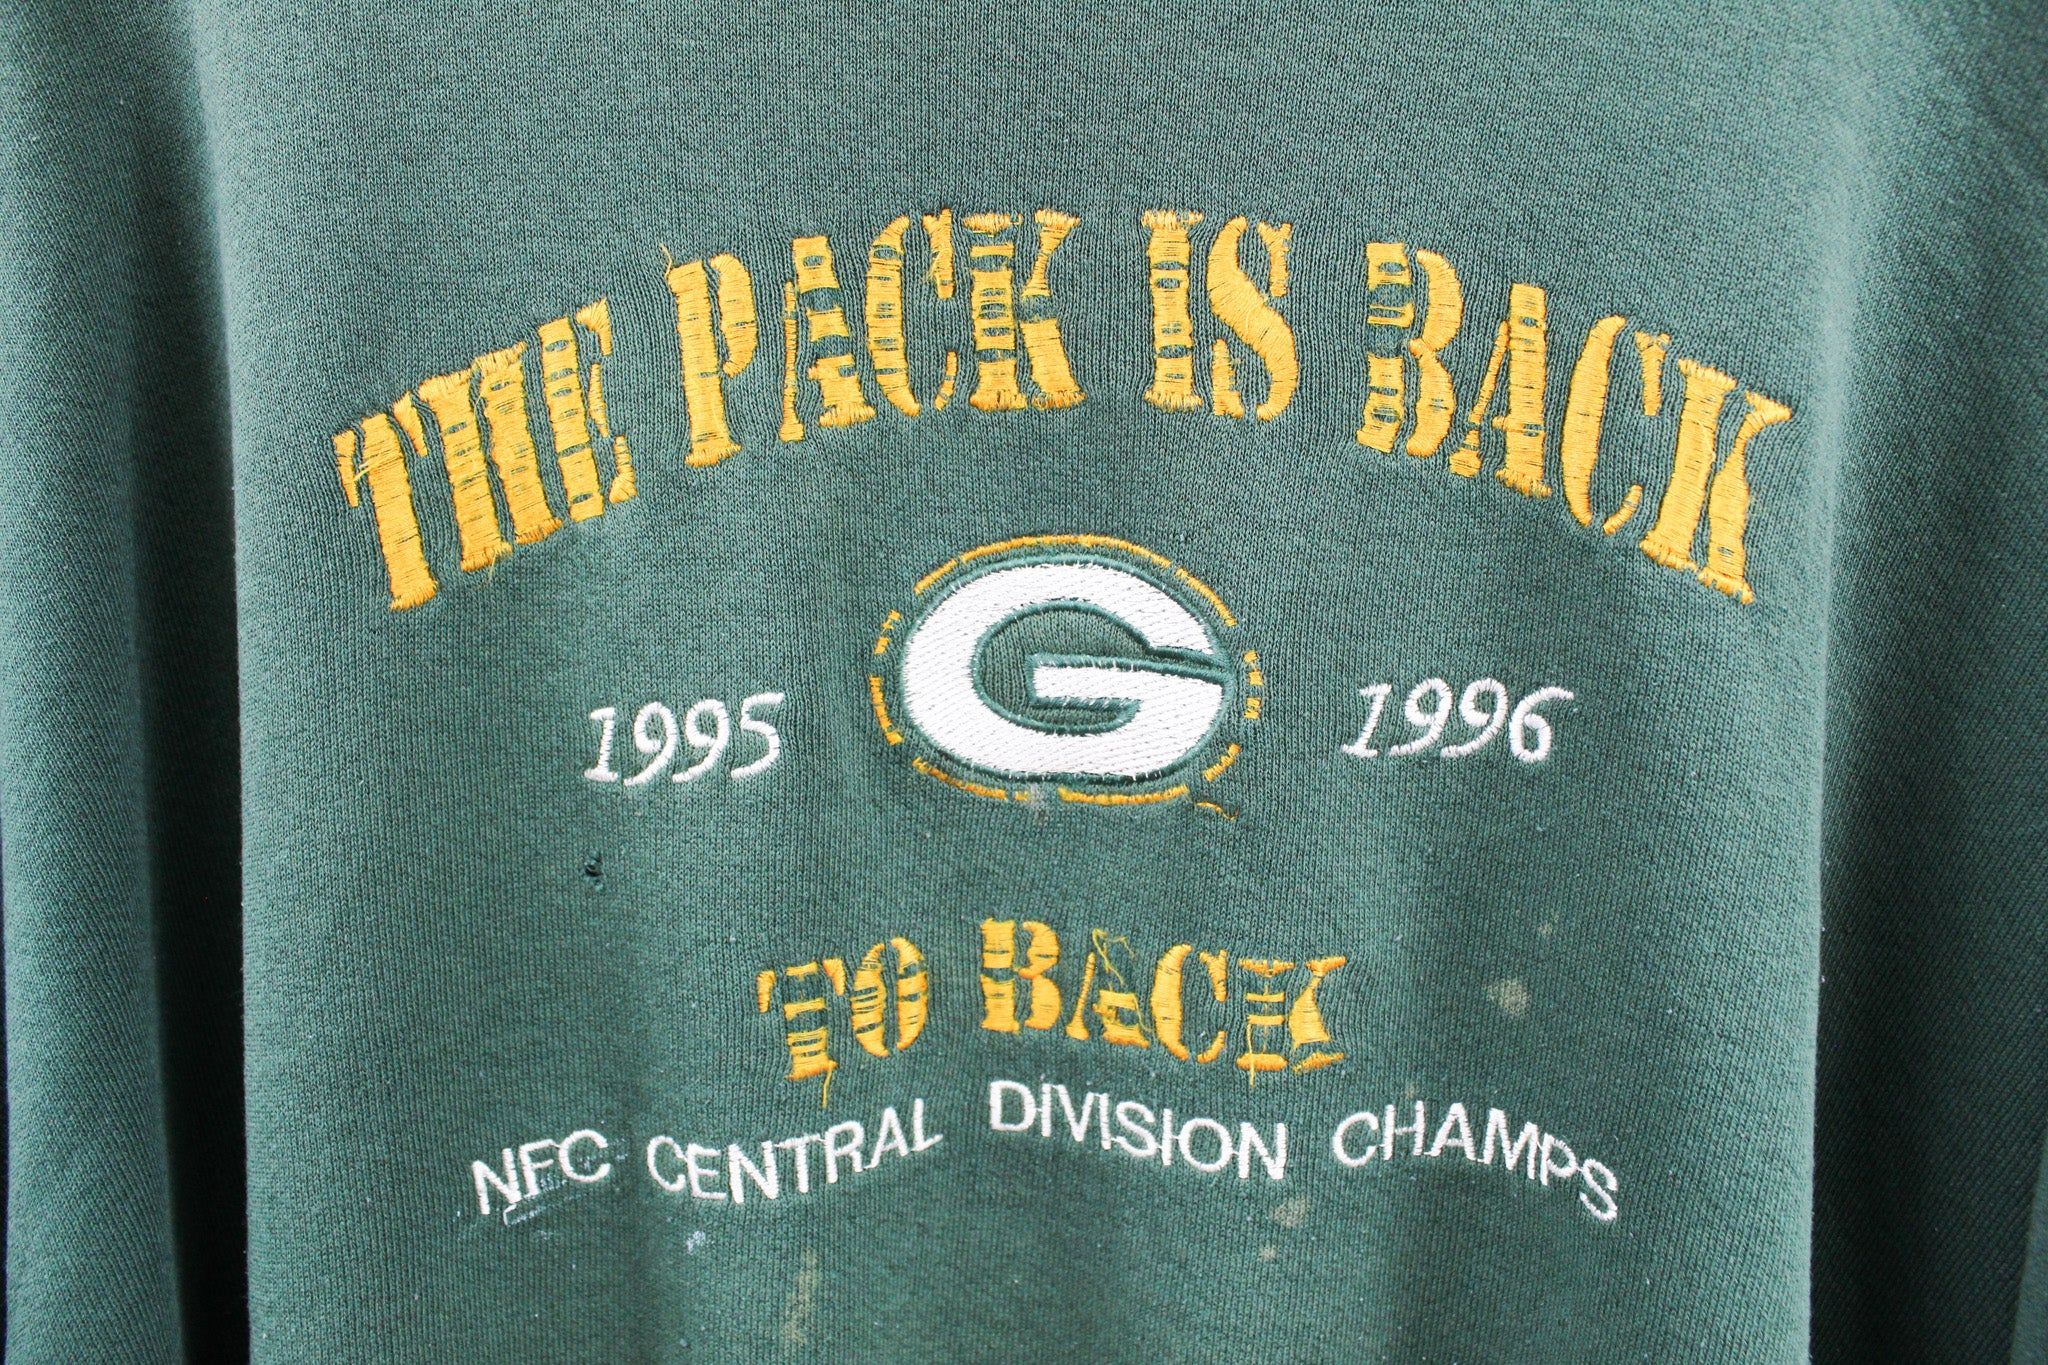 THE PACK IS BACK
G
1995 1996
TO BACK
NFC CENTRAL DIVISION CHAMPS